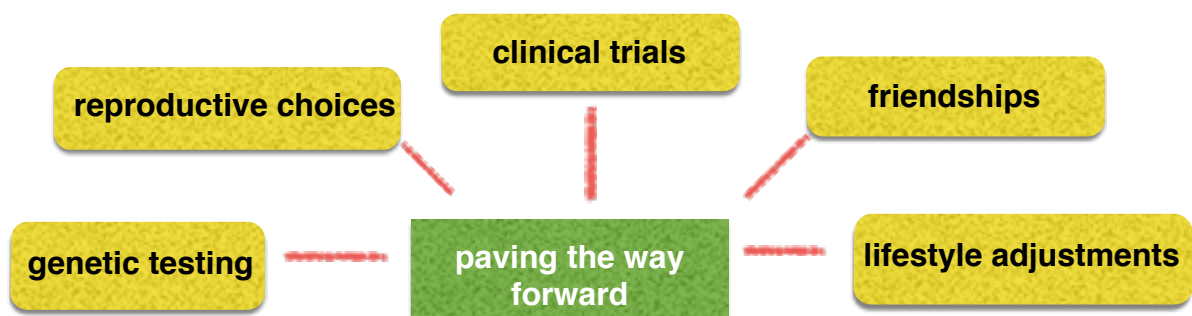 clinical trials
reproductive choices
friendships
genetic testing
paving the way
forward
lifestyle adjustments